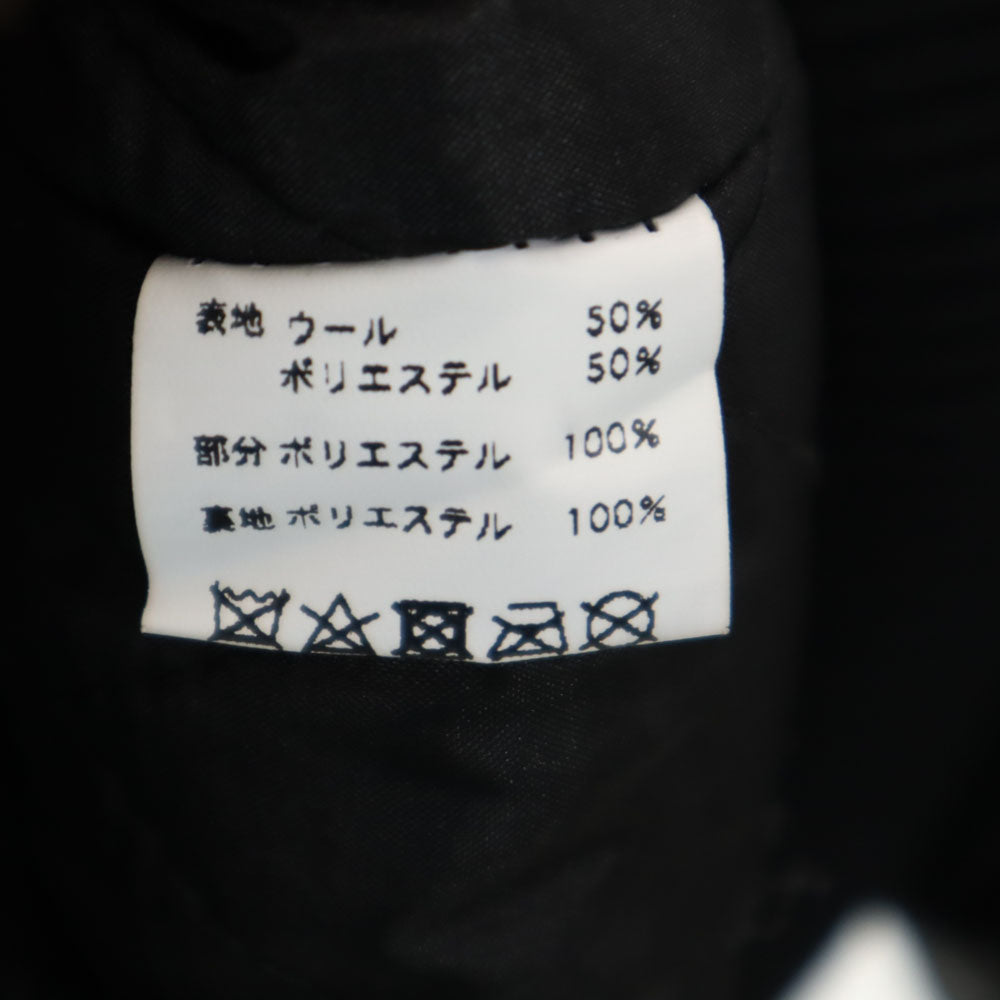 表地 ウール 50%
ポリエステル 50%
部分 ポリエステル 100%
裏地 ポリエステル 100%